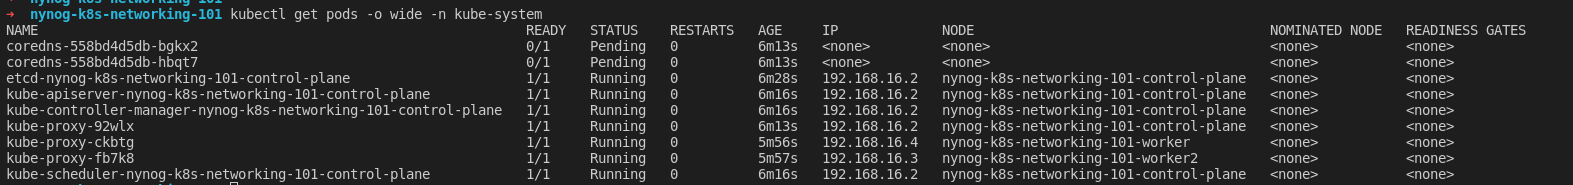 nynog-k8s-networking-101
→ nynog-k8s-networking-101 kubectl get pods -o wide -n kube-system
NAME READY STATUS RESTARTS AGE IP NODE NOMINATED NODE READINESS GATES
coredns-558bd4d5db-bgkx2 0/1 Pending 0 6m13s <none> <none> <none> <none>
coredns-558bd4d5db-hbqt7 0/1 Pending 0 6m13s <none> <none> <none> <none>
etcd-nynog-k8s-networking-101-control-plane 1/1 Running 0 6m28s 192.168.16.2 nynog-k8s-networking-101-control-plane <none> <none>
kube-apiserver-nynog-k8s-networking-101-control-plane 1/1 Running 0 6m16s 192.168.16.2 nynog-k8s-networking-101-control-plane <none> <none>
kube-controller-manager-nynog-k8s-networking-101-control-plane 1/1 Running 0 6m16s 192.168.16.2 nynog-k8s-networking-101-control-plane <none> <none>
kube-proxy-92wlx 1/1 Running 0 6m13s 192.168.16.2 nynog-k8s-networking-101-control-plane <none> <none>
kube-proxy-ckbtg 1/1 Running 0 5m56s 192.168.16.4 nynog-k8s-networking-101-worker <none> <none>
kube-proxy-fb7k8 1/1 Running 0 5m57s 192.168.16.3 nynog-k8s-networking-101-worker2 <none> <none>
kube-scheduler-nynog-k8s-networking-101-control-plane 1/1 Running 0 6m16s 192.168.16.2 nynog-k8s-networking-101-control-plane <none> <none>